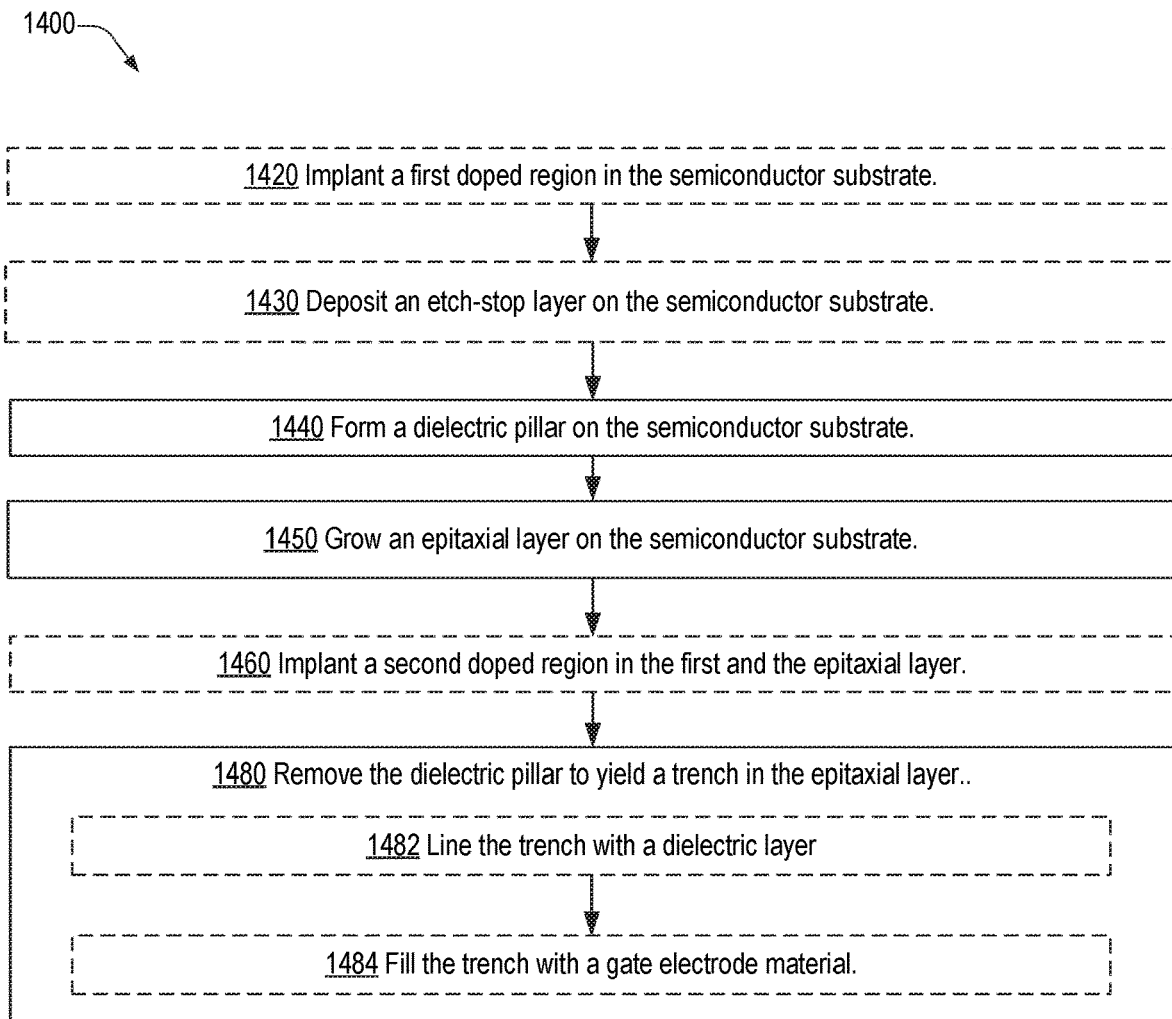 1400
1420 Implant a first doped region in the semiconductor substrate.
1430 Deposit an etch-stop layer on the semiconductor substrate.
1440 Form a dielectric pillar on the semiconductor substrate.
1450 Grow an epitaxial layer on the semiconductor substrate.
1460 Implant a second doped region in the first and the epitaxial layer.
1480 Remove the dielectric pillar to yield a trench in the epitaxial layer..
1482 Line the trench with a dielectric layer
1484 Fill the trench with a gate electrode material.